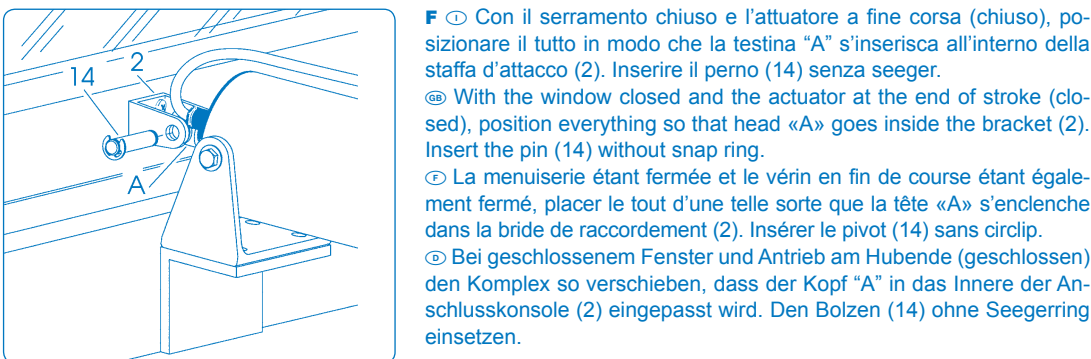 14
2
A
F I Con il serramento chiuso e l’attuatore a fine corsa (chiuso), po-
sizionare il tutto in modo che la testina “A” s’inserisca all’interno della
staffa d’attacco (2). Inserire il perno (14) senza seeger.
GB With the window closed and the actuator at the end of stroke (clo-
sed), position everything so that head «A» goes inside the bracket (2).
Insert the pin (14) without snap ring.
F La menuiserie étant fermée et le vérin en fin de course étant égale-
ment fermé, placer le tout d’une telle sorte que la tête «A» s’enclenche
dans la bride de raccordement (2). Insérer le pivot (14) sans circlip.
D Bei geschlossenem Fenster und Antrieb am Hubende (geschlossen)
den Komplex so verschieben, dass der Kopf “A” in das Innere der An-
schlusskonsole (2) eingepasst wird. Den Bolzen (14) ohne Seegerring
einsetzen.